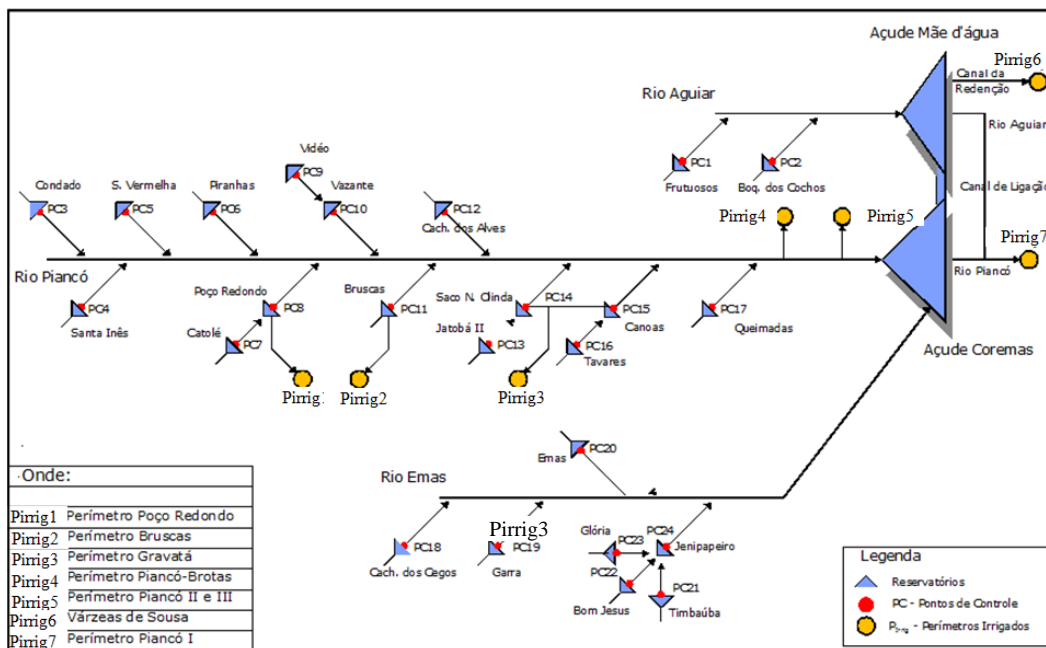 Açude Mãe d'água
Pirrig6
Canal da
Redenção
Rio Aguiar
Rio Aguiar
PC1
Frutuosos
PC2
Boq. dos Cochos
Canal de Ligação
Vidéo
PC9
Condado
PC3
S. Vermelha
PC5
Piranhas
PC6
Vazante
PC10
PC12
Cach. dos Alves
Pirrig4
Pirrig5
Pirrig7
Rio Piancó
Rio Piancó
PC4
Santa Inês
Poço Redondo
PC8
Catolé
PC7
Bruscas
PC11
Saco N. Clinda
PC14
Jatobá II
PC13
PC15
Canoas
PC16
Tavares
PC17
Queimadas
Açude Coremas
Pirrig1
Pirrig2
Pirrig3
PC20
Emas
Rio Emas
PC18
Cach. dos Cegos
Pirrig3
PC19
Garra
Glória
PC23
PC24
Jenipapeiro
PC22
Bom Jesus
PC21
Timbaúba
Onde:
Pirrig1 Perímetro Poço Redondo
Pirrig2 Perímetro Bruscas
Pirrig3 Perímetro Gravatá
Pirrig4 Perímetro Piancó-Brotas
Pirrig5 Perímetro Piancó II e III
Pirrig6 Várzeas de Sousa
Pirrig7 Perímetro Piancó I
Legenda
Reservatórios
PC - Pontos de Controle
Pirrig - Perímetros Irrigados